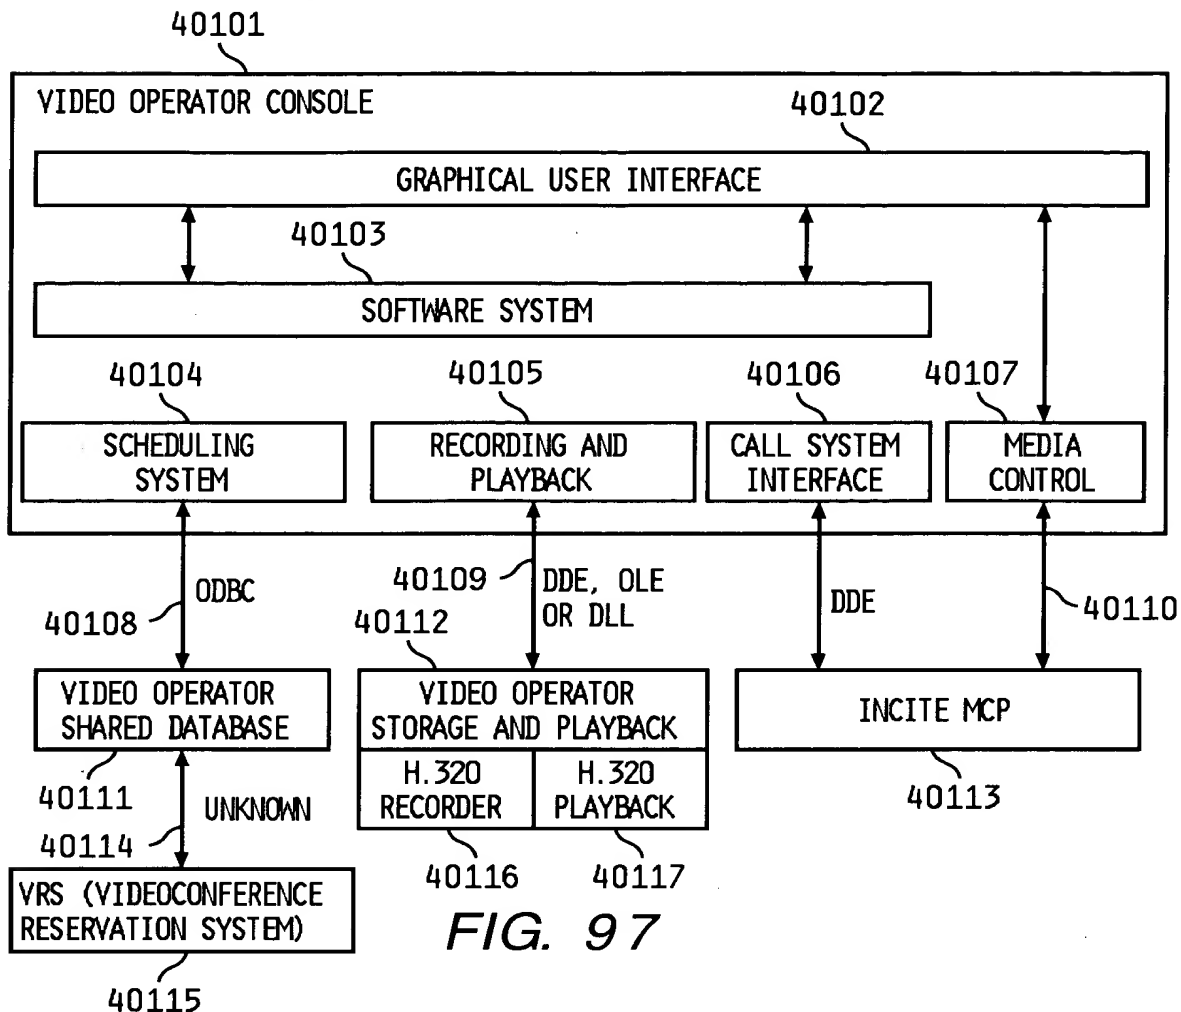 40101
VIDEO OPERATOR CONSOLE
40102
GRAPHICAL USER INTERFACE
40103
SOFTWARE SYSTEM
40104
40105
40106
40107
SCHEDULING
SYSTEM
RECORDING AND
PLAYBACK
CALL SYSTEM
INTERFACE
MEDIA
CONTROL
40108
ODBC
40109
DDE, OLE
OR DLL
DDE
40110
40112
VIDEO OPERATOR
SHARED DATABASE
VIDEO OPERATOR
STORAGE AND PLAYBACK
INCITE MCP
40111
H.320
RECORDER
H.320
PLAYBACK
40113
UNKNOWN
40114
40116
40117
VRS (VIDEOCONFERENCE
RESERVATION SYSTEM)
FIG. 97
40115